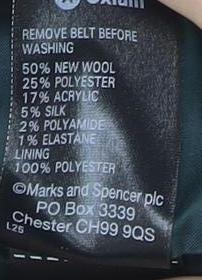 REMOVE BELT BEFORE
WASHING
50% NEW WOOL
25% POLYESTER
17% ACRYLIC
5% SILK
2% POLYAMIDE
1% ELASTANE
LINING
100% POLYESTER
©Marks and Spencer plc
PO Box 3339
Chester CH99 9QS
L25